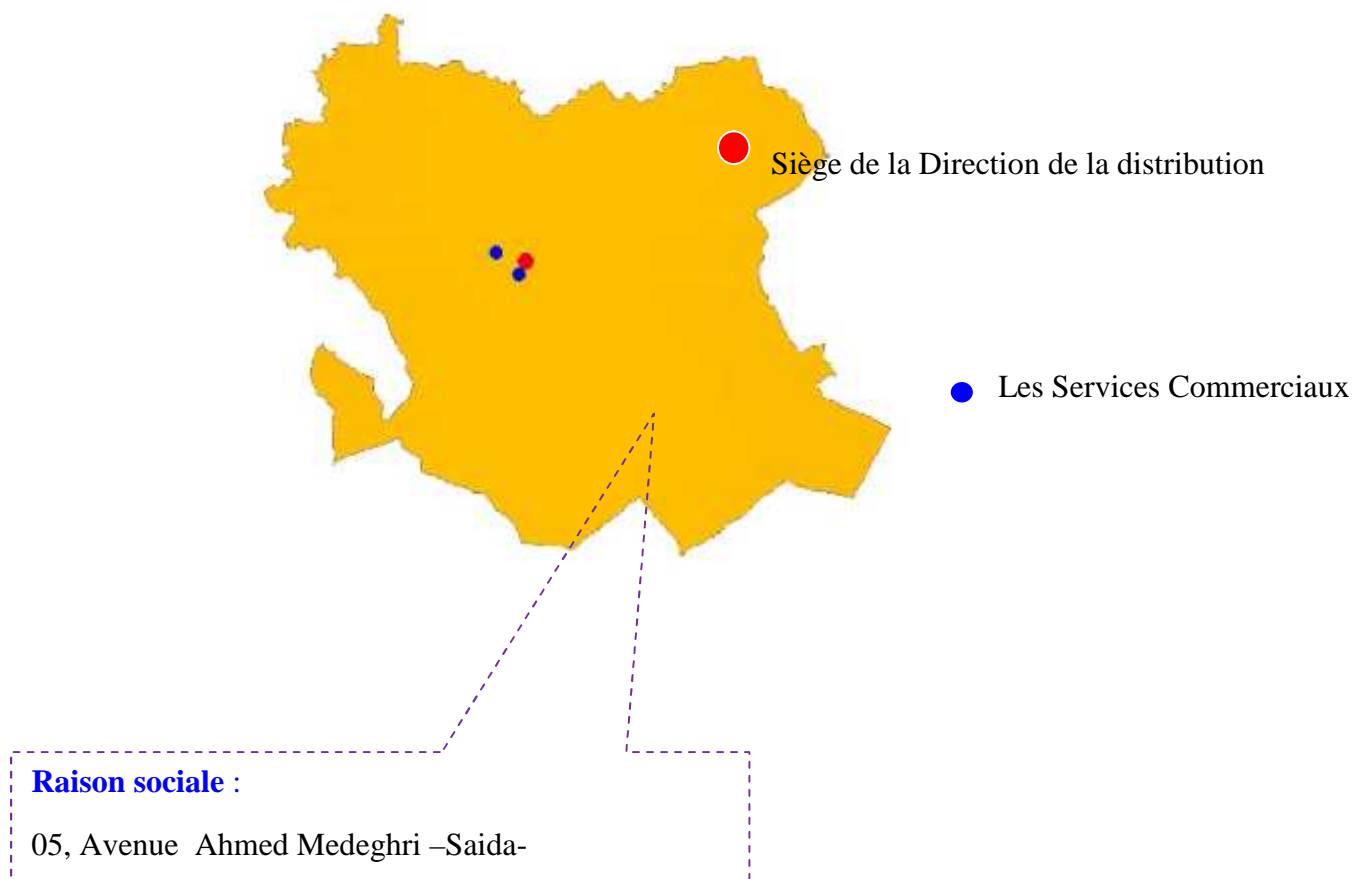 Siège de la Direction de la distribution
Les Services Commerciaux
Raison sociale :
05, Avenue Ahmed Medeghri –Saida-